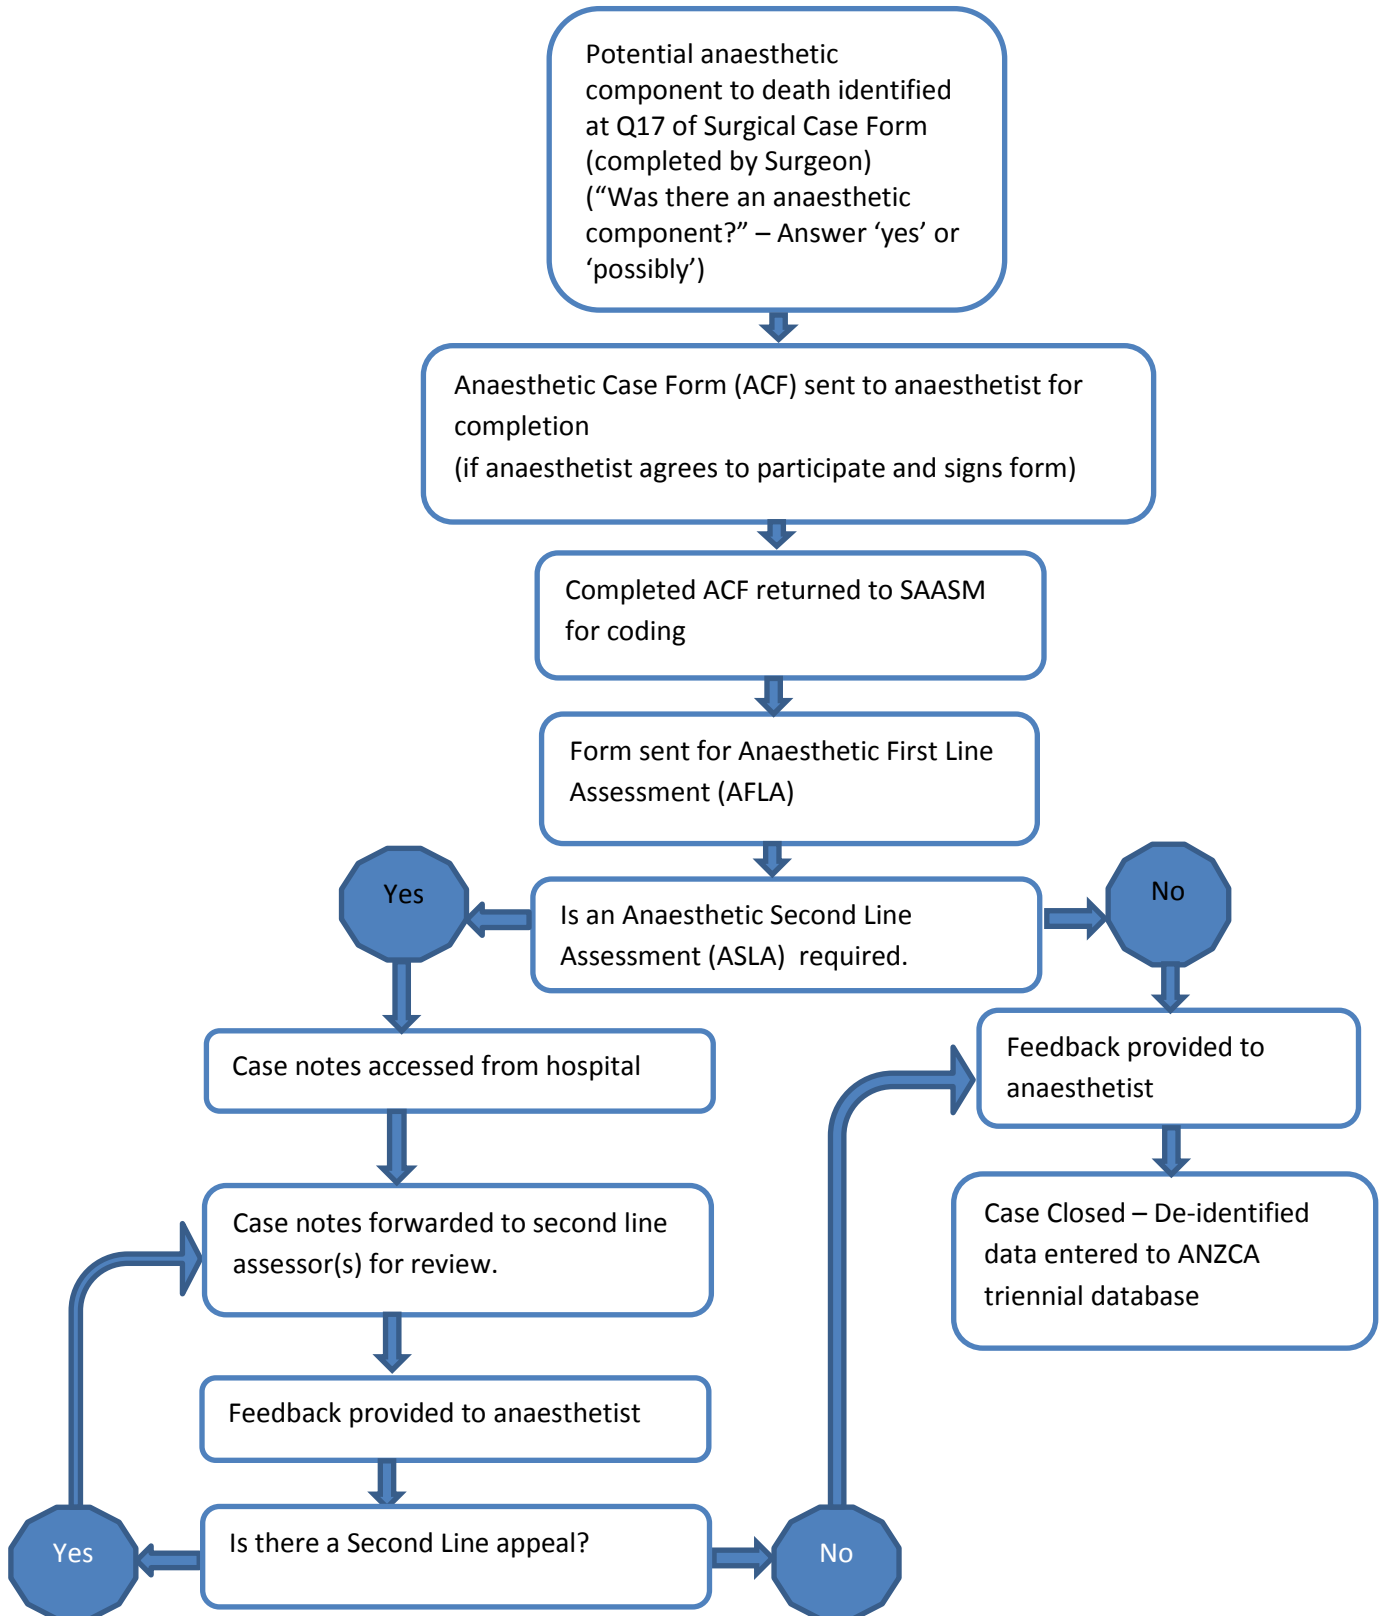 Potential anaesthetic
component to death identified
at Q17 of Surgical Case Form
(completed by Surgeon)
(“Was there an anaesthetic
component?” – Answer ‘yes’ or
‘possibly’)
Anaesthetic Case Form (ACF) sent to anaesthetist for
completion
(if anaesthetist agrees to participate and signs form)
Completed ACF returned to SAASM
for coding
Form sent for Anaesthetic First Line
Assessment (AFLA)
Yes
Is an Anaesthetic Second Line
Assessment (ASLA)  required.
No
Case notes accessed from hospital
Feedback provided to
anaesthetist
Case notes forwarded to second line
assessor(s) for review.
Case Closed – De-identified
data entered to ANZCA
triennial database
Feedback provided to anaesthetist
Yes
Is there a Second Line appeal?
No